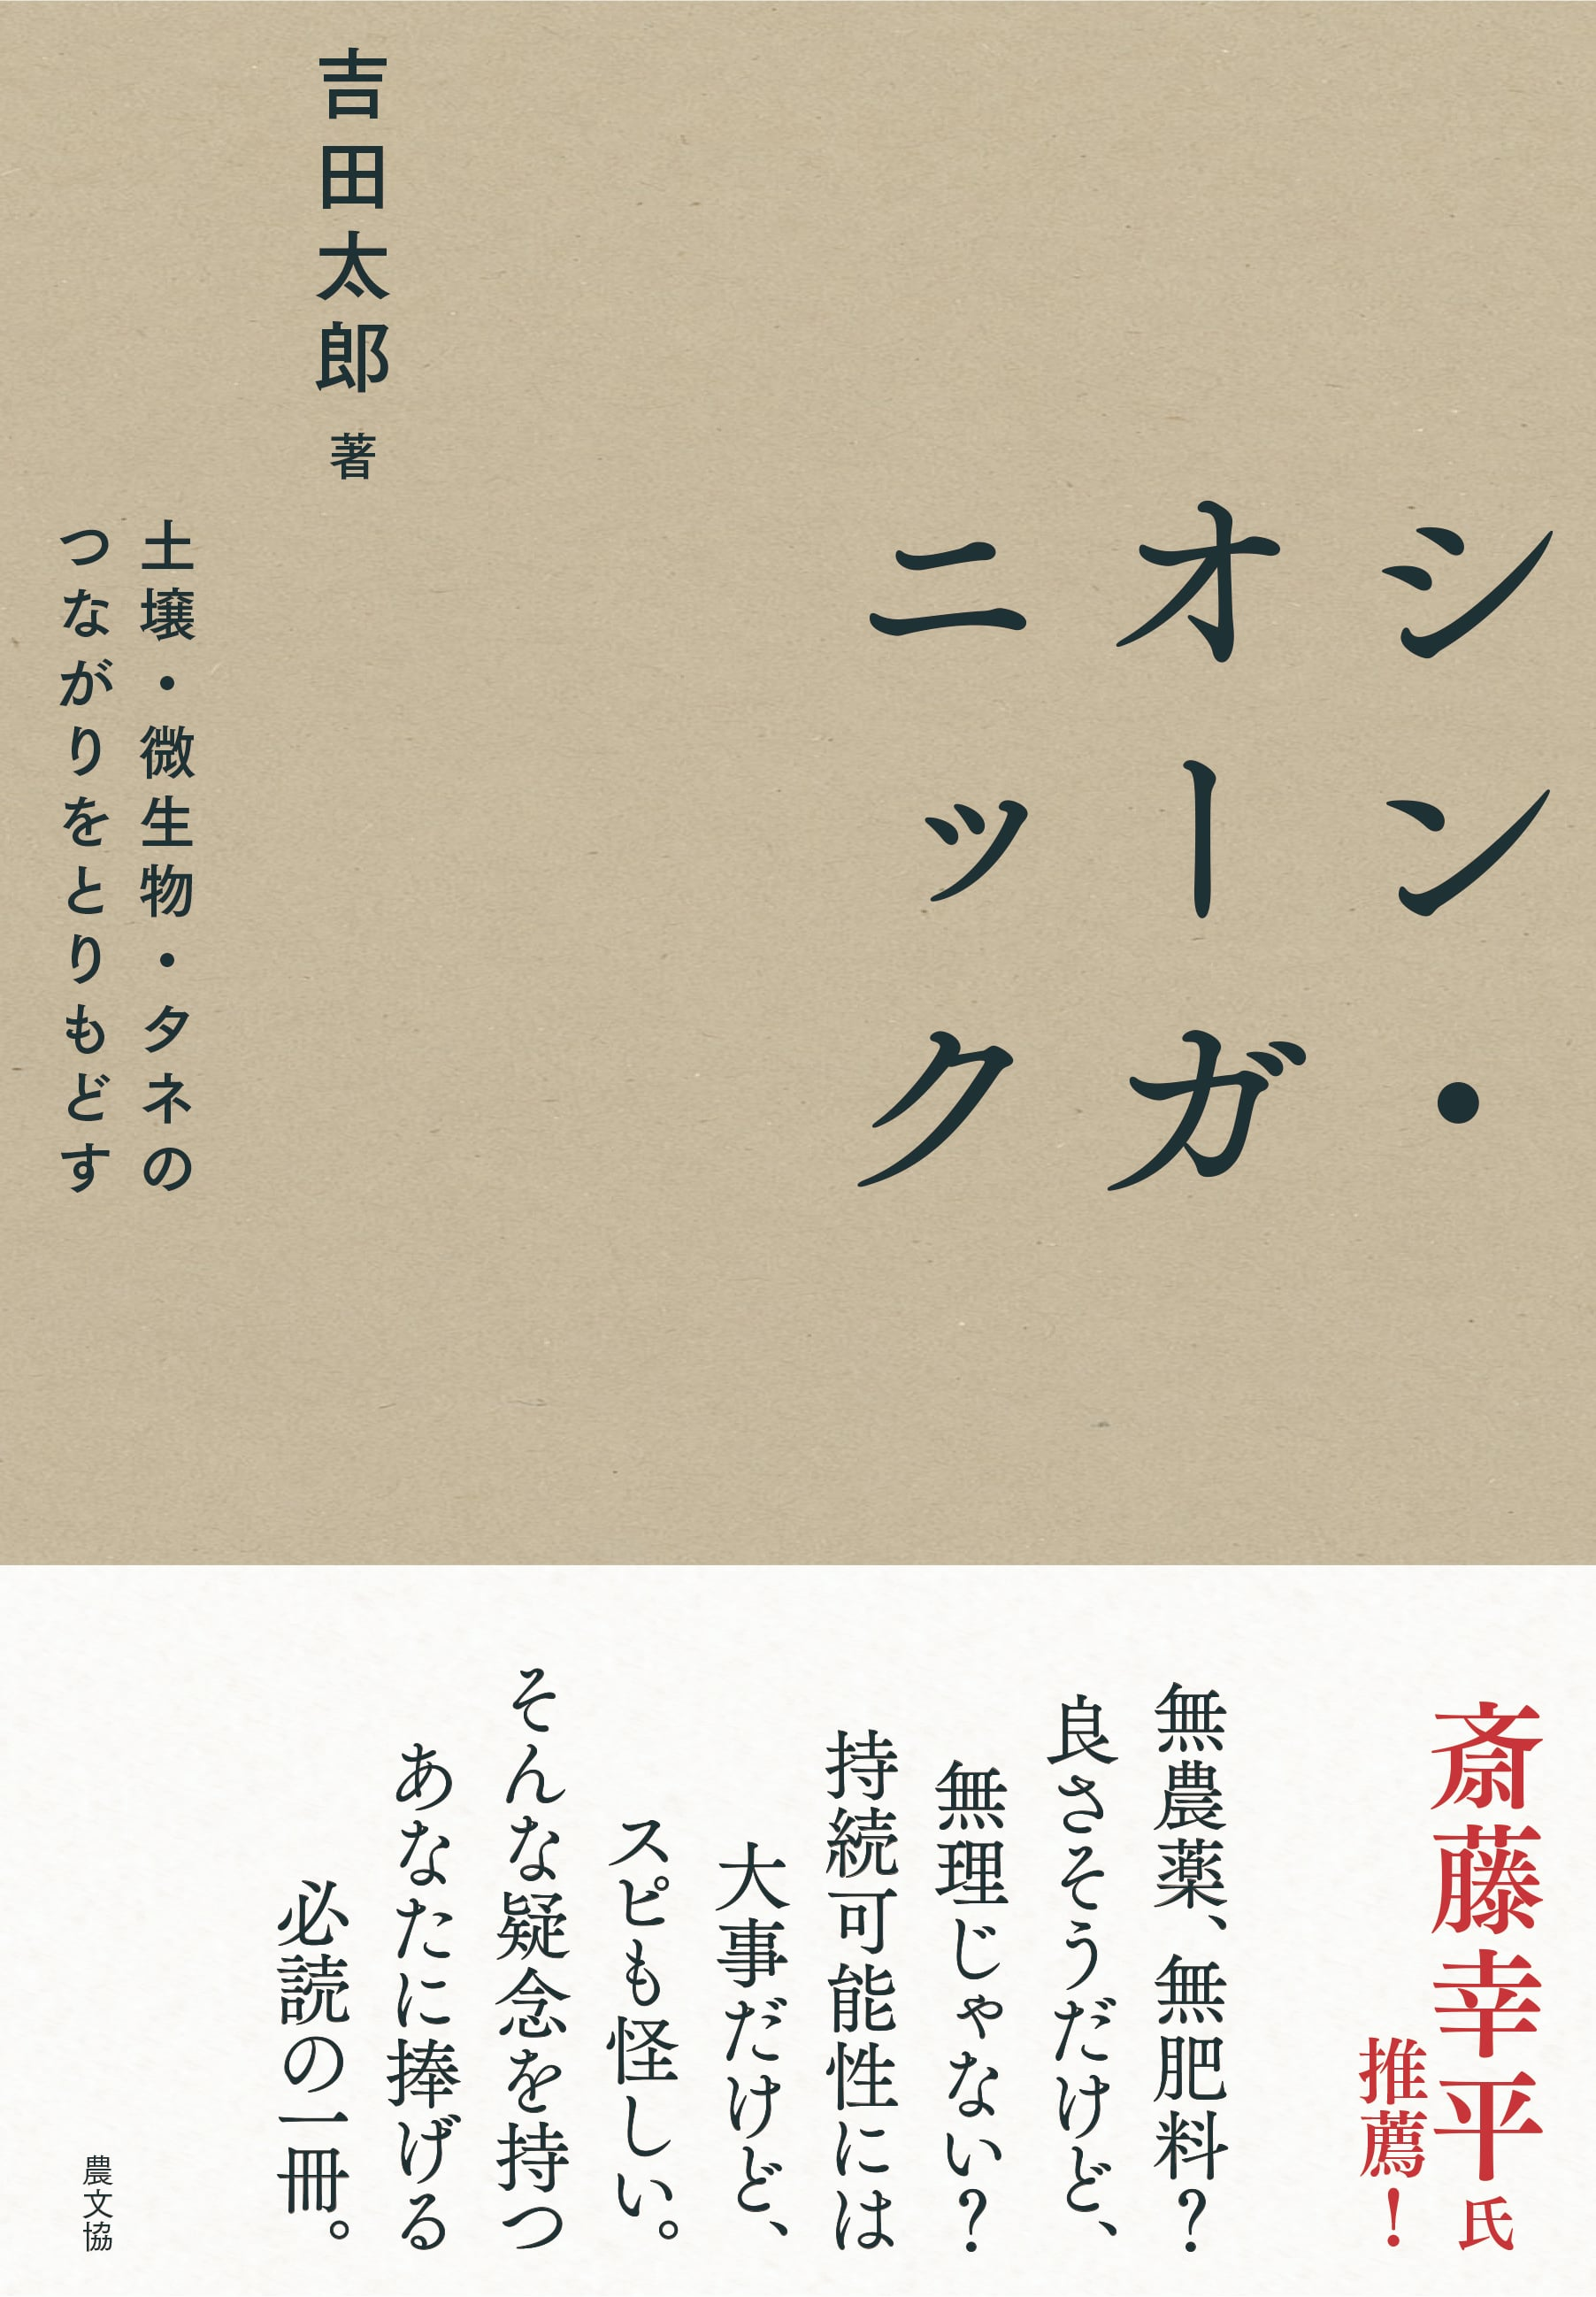 シン・
オーガ
ニック
吉田太郎 著
土壌・微生物・タネの
つながりをとりもどす
斎藤幸平氏
推薦！
無農薬、無肥料？
良さそうだけど、
無理じゃない？
持続可能性には
大事だけど、
スピも怪しい。
そんな疑念を持つ
あなたに捧げる
必読の一冊。
農文協